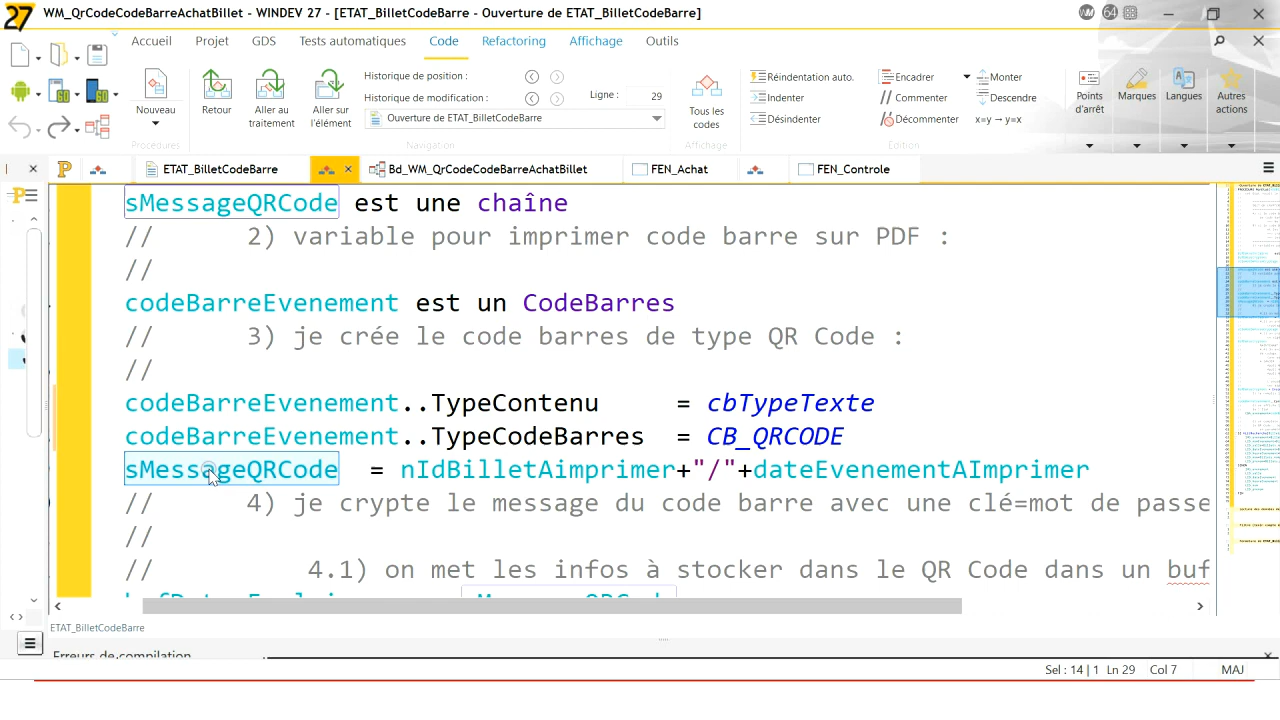 WM_QrCodeCodeBarreAchatBillet - WINDEV 27 - [ETAT_BilletCodeBarre - Ouverture de ETAT_BilletCodeBarre]
27
WM 64
Accueil Projet GDS Tests automatiques Code Refactoring Affichage Outils
Nouveau
Procédures
Retour
Aller au traitement
Aller sur l'élément
Historique de position :
Historique de modification :
Ligne : 29
Ouverture de ETAT_BilletCodeBarre
Navigation
Tous les codes
Affichage
Réindentation auto.
Indenter
Désindenter
Encadrer
Commenter
Décommenter
Monter
Descendre
x=y → y=x
Edition
Points d'arrêt
Marques
Langues
Autres actions
ETAT_BilletCodeBarre
Bd_WM_QrCodeCodeBarreAchatBillet
FEN_Achat
FEN_Controle
sMessageQRCode est une chaîne
// 2) variable pour imprimer code barre sur PDF :
//
codeBarreEvenement est un CodeBarres
// 3) je crée le code barres de type QR Code :
//
codeBarreEvenement..TypeContenu = cbTypeTexte
codeBarreEvenement..TypeCodeBarres = CB_QRCODE
sMessageQRCode = nIdBilletAimprimer+"/"+dateEvenementAImprimer
// 4) je crypte le message du code barre avec une clé=mot de passe
//
// 4.1) on met les infos à stocker dans le QR Code dans un buf
ETAT_BilletCodeBarre
Erreurs de compilation
Sel : 14 | 1 Ln 29 Col 7 MAJ